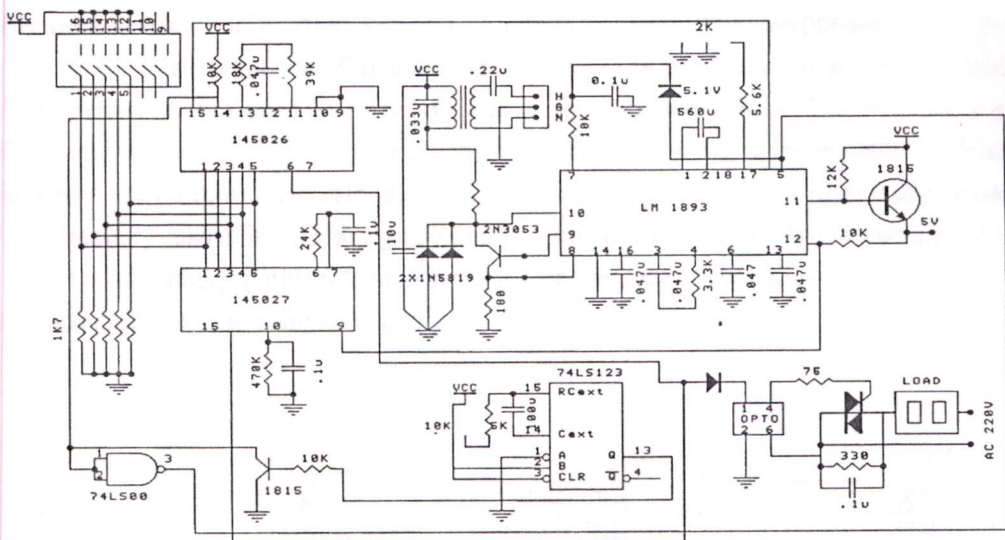 VCC
16 15 14 13 12 11 10 9
1 2 3 4 5
VCC
10K
18K
.047u
39K
15 14 13 12 11 10 9
145026
1 2 3 4 5 6 7
24K
.1u
1 2 3 4 5 6 7
145027
15 10 9
470K
.1u
1K7
VCC
.033u
.22u
H
G
N
10K
0.1u
5.1V
560u
2K
5.6K
7 1 2 18 17 5
LM 1893
10
9
8
11
12
14 16 3 4 6 13
2N3053
10u
2X1N5819
180
.047u
.047u
3.3K
.047
.047u
12K
VCC
1815
5V
10K
74LS123
VCC
10K
5K
100u
15 RCext
14 Cext
1 A
2 B
3 CLR
Q 13
Q 4
1
2
3
74LS00
1815
10K
1 4
OPTO
2 6
75
LOAD
330
.1u
AC 220V